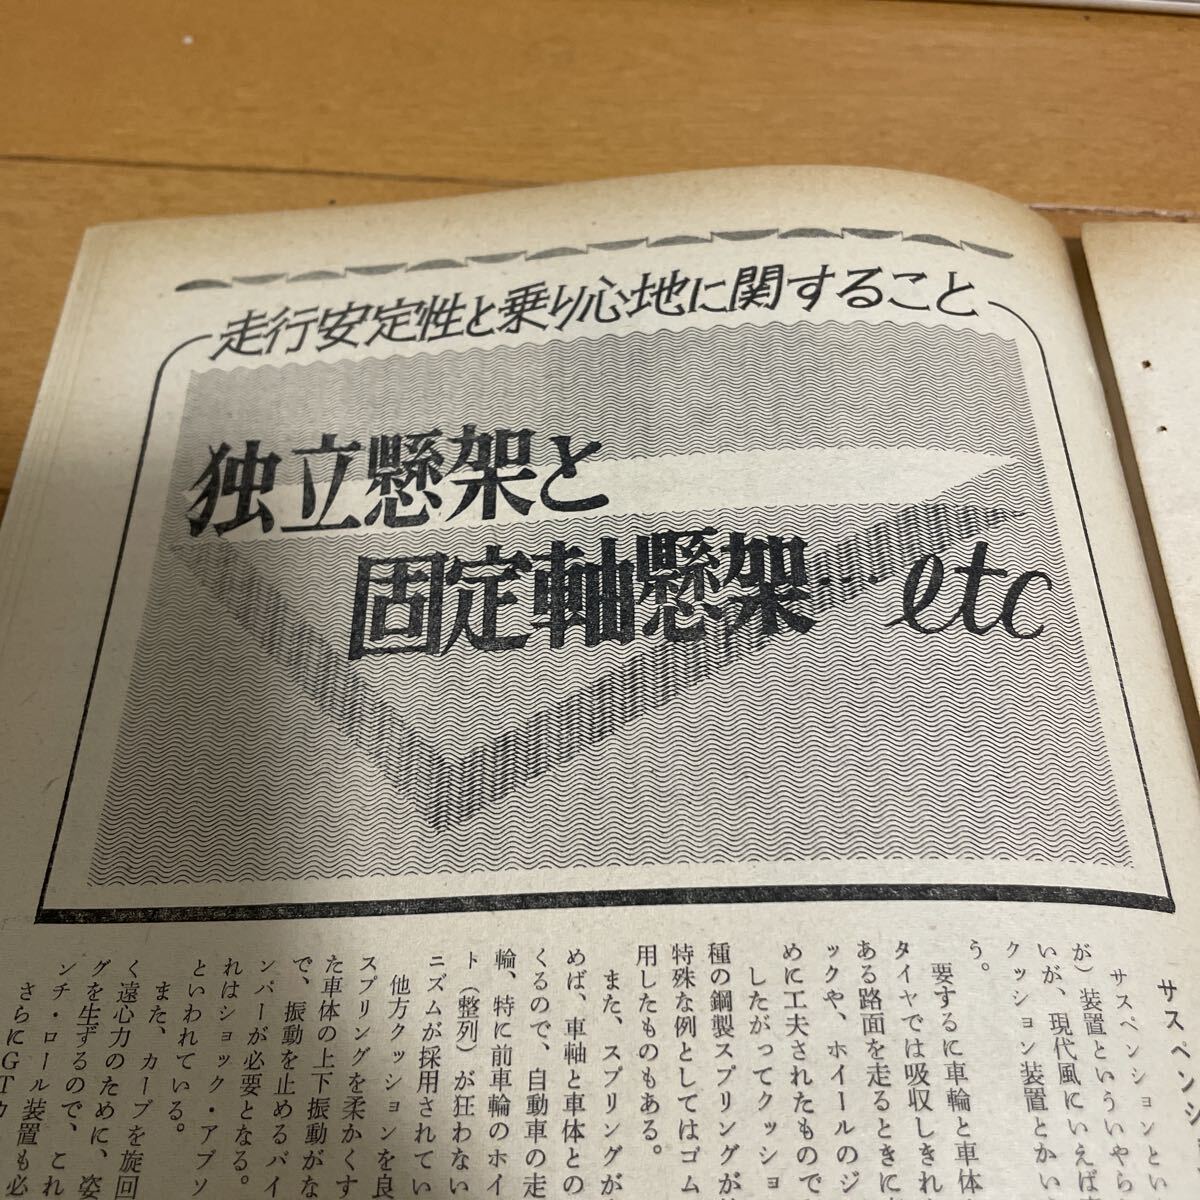 走行安定性と乗り心地に関すること
独立懸架と
固定軸懸架…etc
サスペンシ
サスペンションとい
が）装置といういいやら
いが、現代風にいえば
クッション装置とかい
う。
要するに車輪と車体
タイヤでは吸収しきれ
ある路面を走るときに
ックや、ホイールのジ
めに工夫されたもので
したがってクッショ
種の鋼製スプリングが
特殊な例としてはゴム
用したものもある。
また、スプリングが
めば、車軸と車体との
くるので、自動車の走
輪、特に前車輪のホイ
ト（整列）が狂わない
ニズムが採用されてい
他方クッションを良
スプリングを柔かくす
た車体の上下振動がな
で、振動を止めるバイ
ンパーが必要となる。
れはショック・アブソ
といわれている。
また、カーブを旋回
く遠心力のために、姿
グを生ずるので、これ
ンチ・ロール装置も必
さらにGTカ